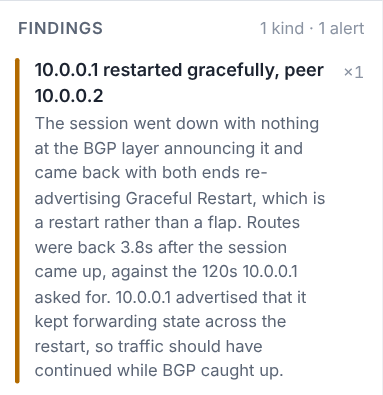 FINDINGS 1 kind · 1 alert
10.0.0.1 restarted gracefully, peer ×1
10.0.0.2
The session went down with nothing
at the BGP layer announcing it and
came back with both ends re-
advertising Graceful Restart, which is
a restart rather than a flap. Routes
were back 3.8s after the session
came up, against the 120s 10.0.0.1
asked for. 10.0.0.1 advertised that it
kept forwarding state across the
restart, so traffic should have
continued while BGP caught up.